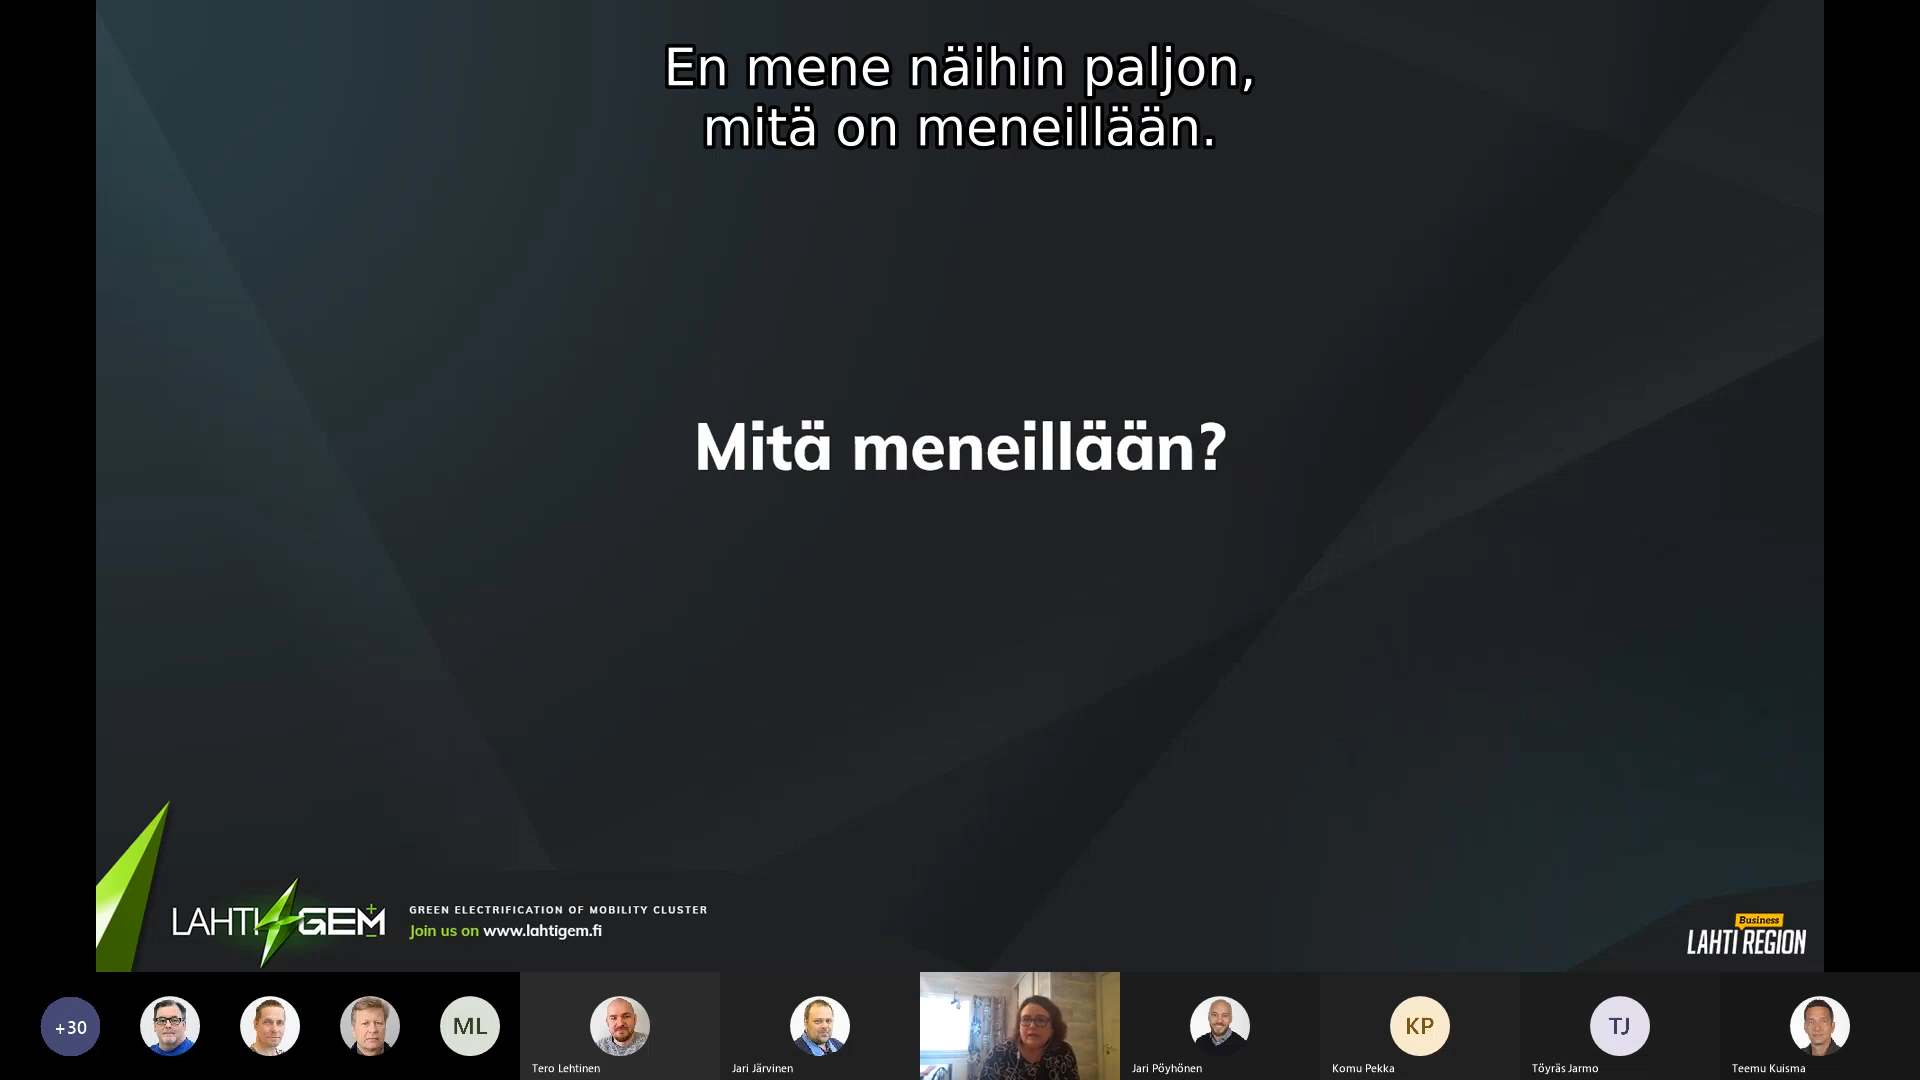 En mene näihin paljon,
mitä on meneillään.
Mitä meneillään?
LAHTI GEM
GREEN ELECTRIFICATION OF MOBILITY CLUSTER
Join us on www.lahtigem.fi
Business
LAHTI REGION
+30
ML
Tero Lehtinen
Jari Järvinen
Jari Pöyhönen
KP
Komu Pekka
TJ
Töyräs Jarmo
Teemu Kuisma